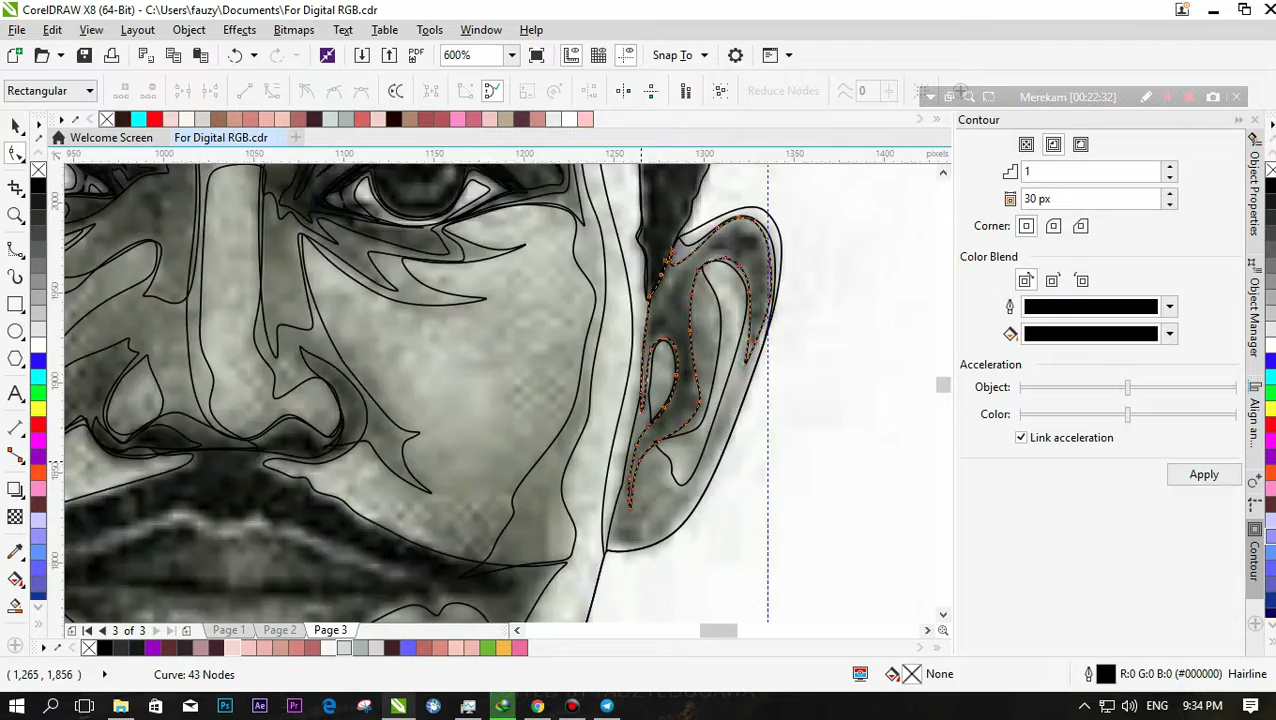 CorelDRAW X8 (64-Bit) - C:\Users\fauzy\Documents\For Digital RGB.cdr
File Edit View Layout Object Effects Bitmaps Text Table Tools Window Help
600% Snap To
Rectangular Reduce Nodes 0 Merekam [00:22:32]
Welcome Screen For Digital RGB.cdr
Contour
950 1000 1050 1100 1150 1200 1250 1300 1350 1400 pixels
1
30 px
Corner:
Color Blend
Acceleration
Object:
Color:
Link acceleration
Apply
Object Properties
Object Manager
Align an...
Contour
3 of 3 Page 1 Page 2 Page 3
( 1,265 , 1,856 ) Curve: 43 Nodes None R:0 G:0 B:0 (#000000) Hairline
ENG 9:34 PM